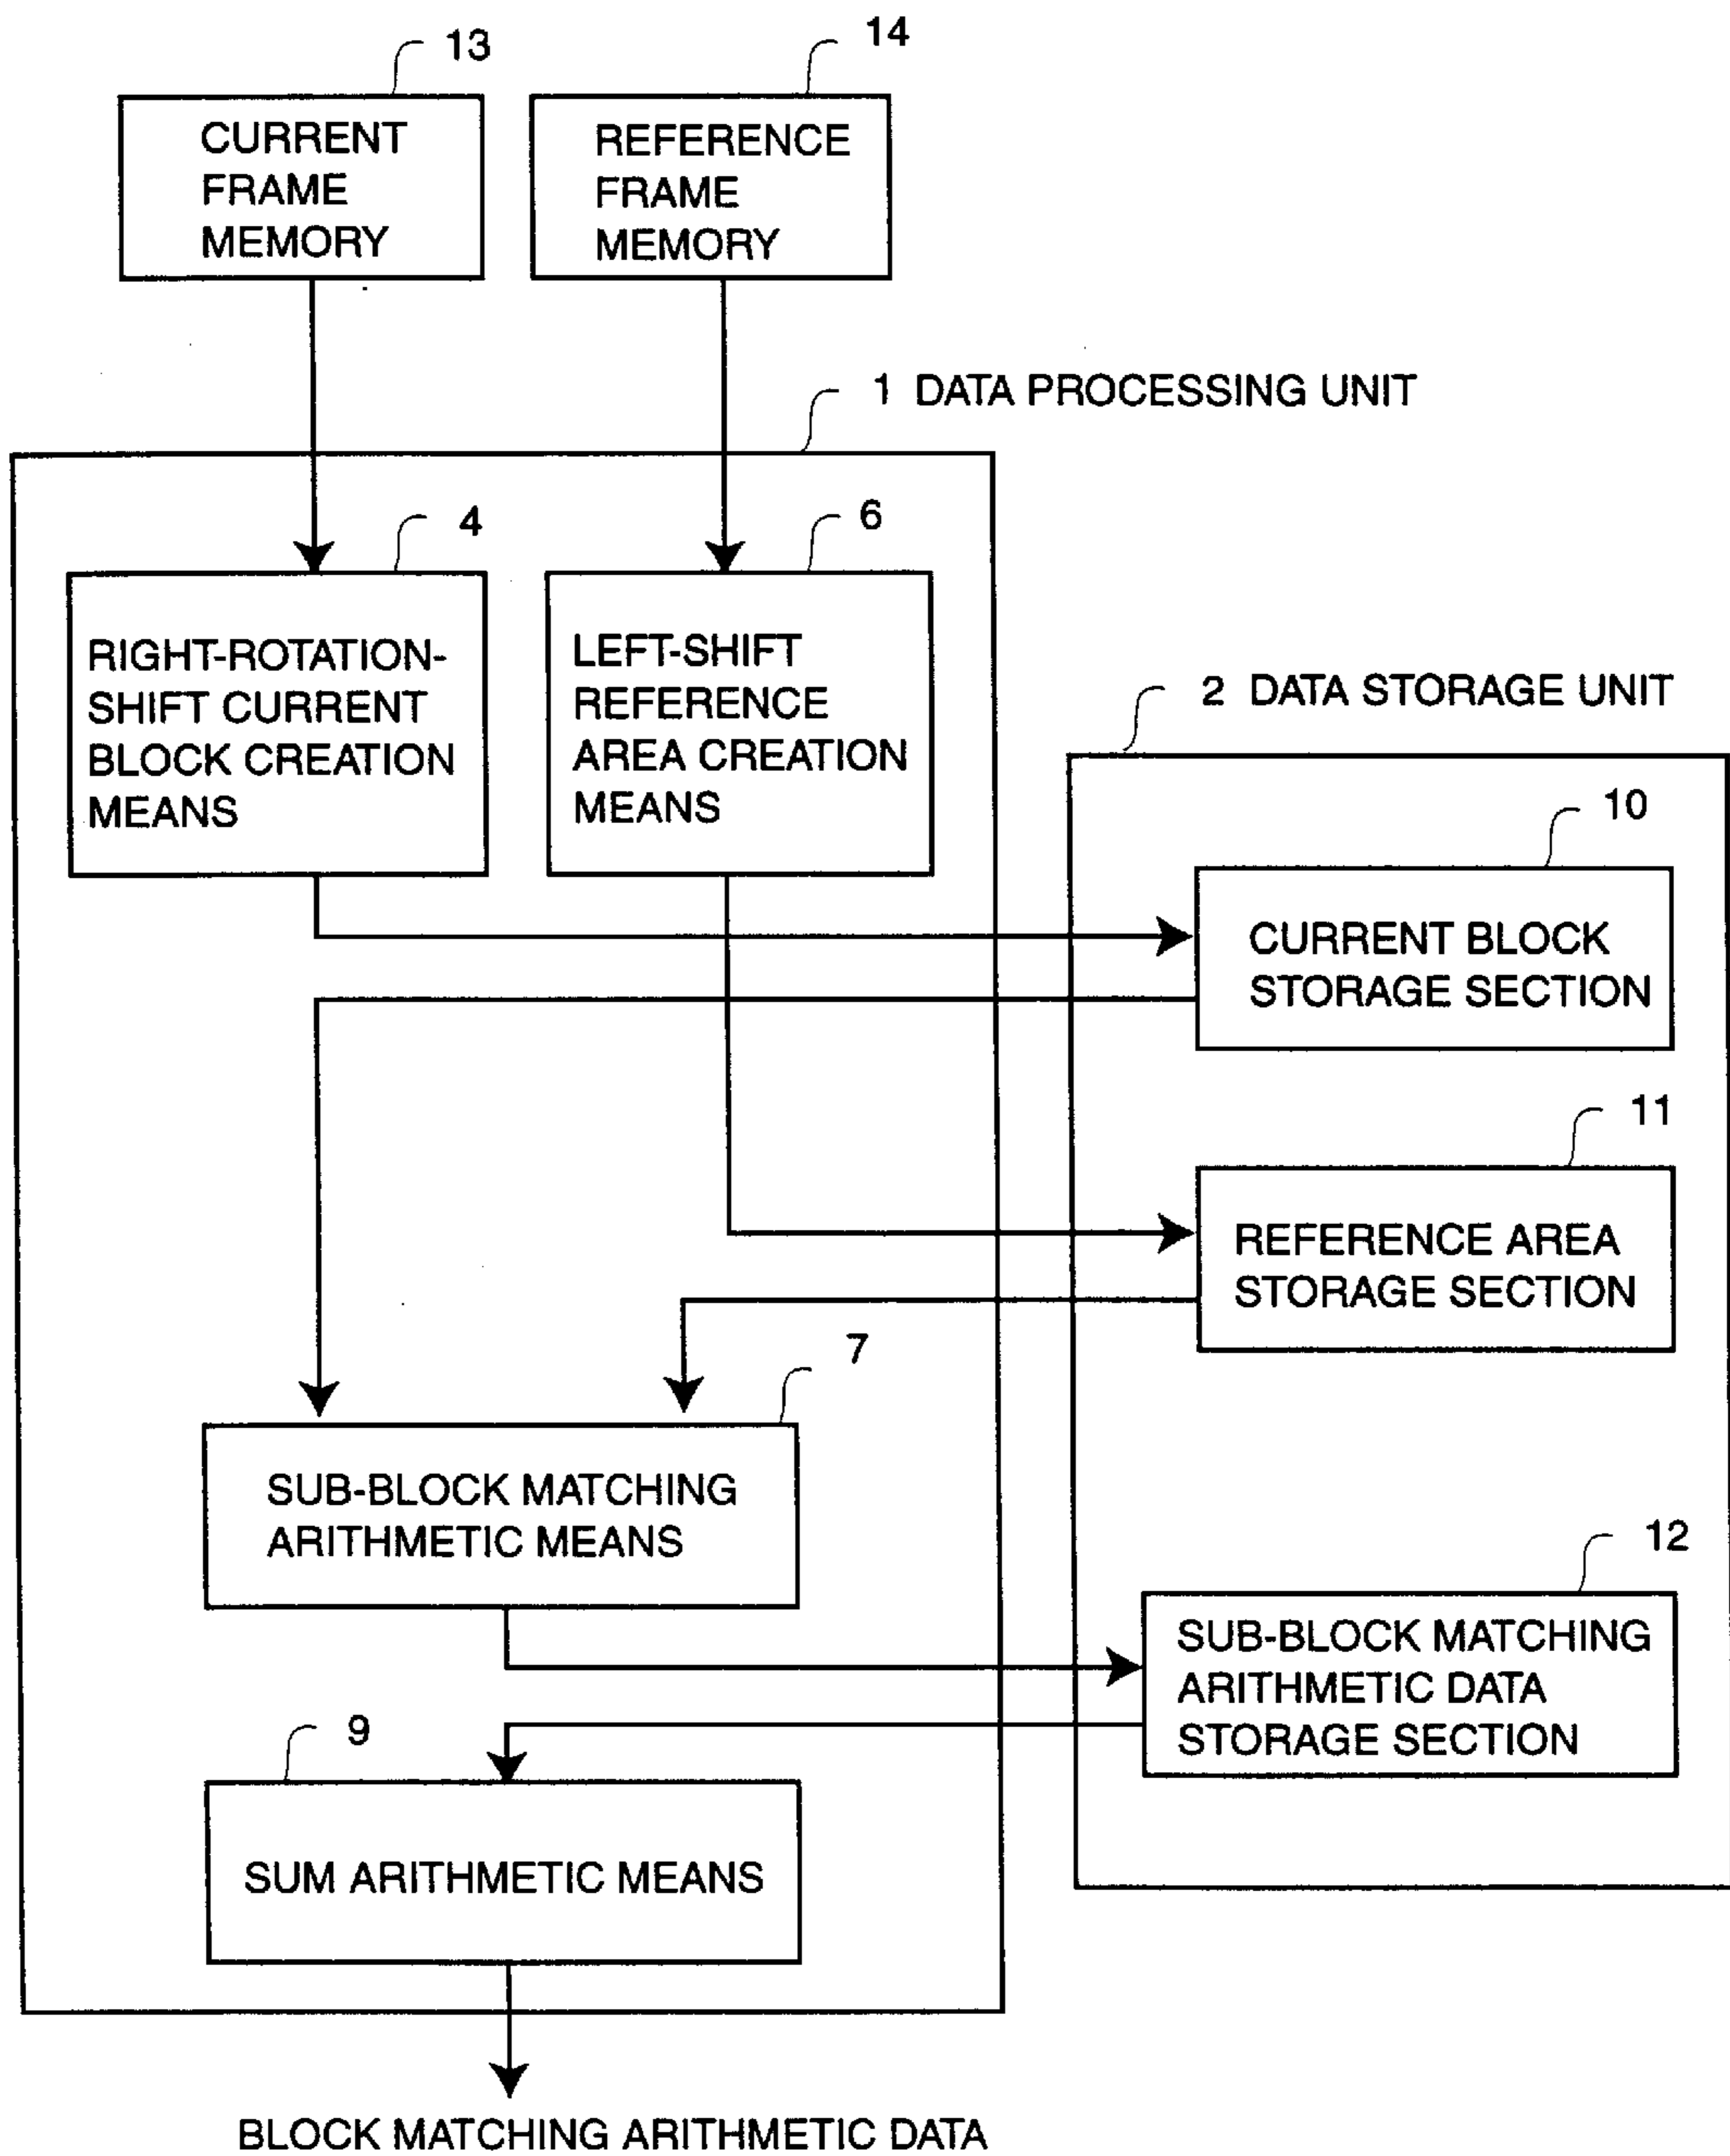 13
14
CURRENT
FRAME
MEMORY
REFERENCE
FRAME
MEMORY
1 DATA PROCESSING UNIT
4
6
RIGHT-ROTATION-
SHIFT CURRENT
BLOCK CREATION
MEANS
LEFT-SHIFT
REFERENCE
AREA CREATION
MEANS
2 DATA STORAGE UNIT
10
CURRENT BLOCK
STORAGE SECTION
11
REFERENCE AREA
STORAGE SECTION
7
SUB-BLOCK MATCHING
ARITHMETIC MEANS
12
SUB-BLOCK MATCHING
ARITHMETIC DATA
STORAGE SECTION
9
SUM ARITHMETIC MEANS
BLOCK MATCHING ARITHMETIC DATA